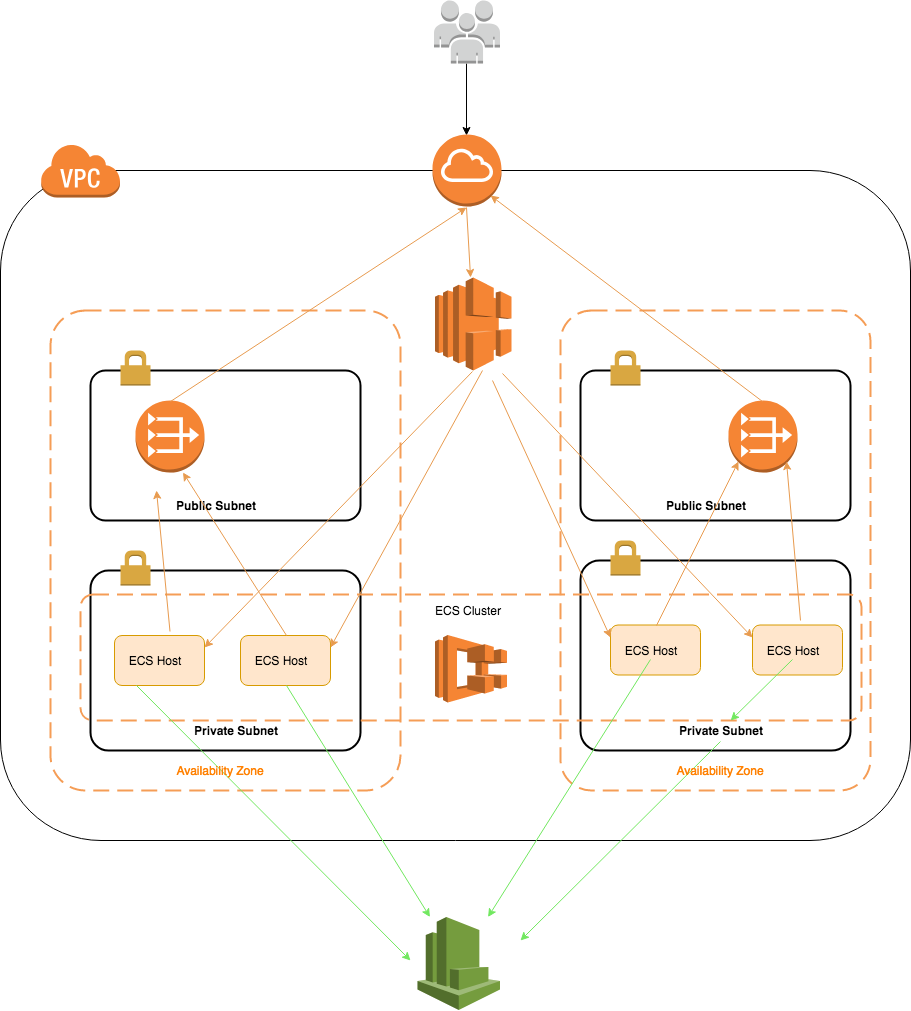 VPC
Public Subnet
Public Subnet
ECS Cluster
ECS Host
ECS Host
ECS Host
ECS Host
Private Subnet
Private Subnet
Availability Zone
Availability Zone